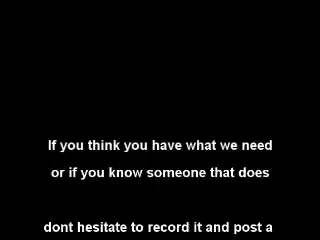 If you think you have what we need
or if you know someone that does
dont hesitate to record it and post a